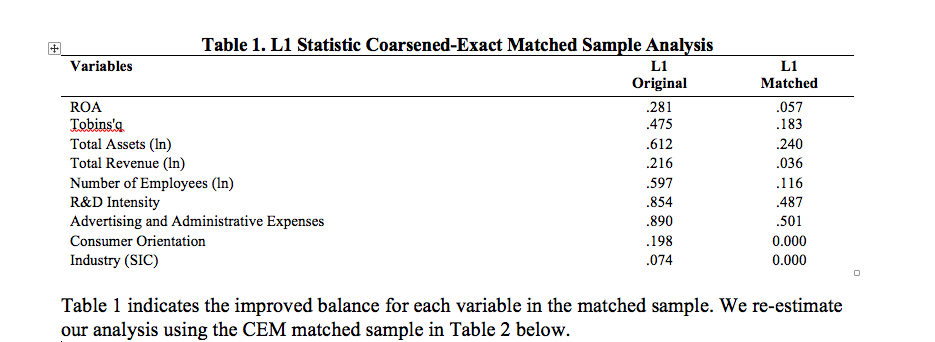 Table 1. L1 Statistic Coarsened-Exact Matched Sample Analysis
Variables L1 L1
Original Matched
ROA .281 .057
Tobins'q .475 .183
Total Assets (ln) .612 .240
Total Revenue (ln) .216 .036
Number of Employees (ln) .597 .116
R&D Intensity .854 .487
Advertising and Administrative Expenses .890 .501
Consumer Orientation .198 0.000
Industry (SIC) .074 0.000
Table 1 indicates the improved balance for each variable in the matched sample. We re-estimate
our analysis using the CEM matched sample in Table 2 below.